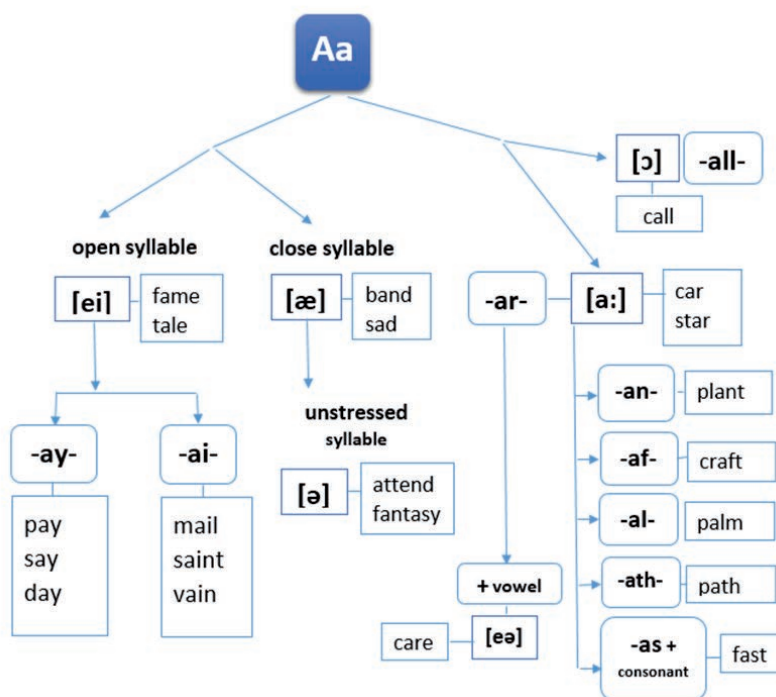 Aa
[ɔ]
-all-
call
open syllable
[ei]
fame
tale
-ay-
pay
say
day
-ai-
mail
saint
vain
close syllable
[æ]
band
sad
unstressed
syllable
[ə]
attend
fantasy
-ar-
[a:]
car
star
-an-
plant
-af-
craft
-al-
palm
-ath-
path
-as +
consonant
fast
+ vowel
[eə]
care